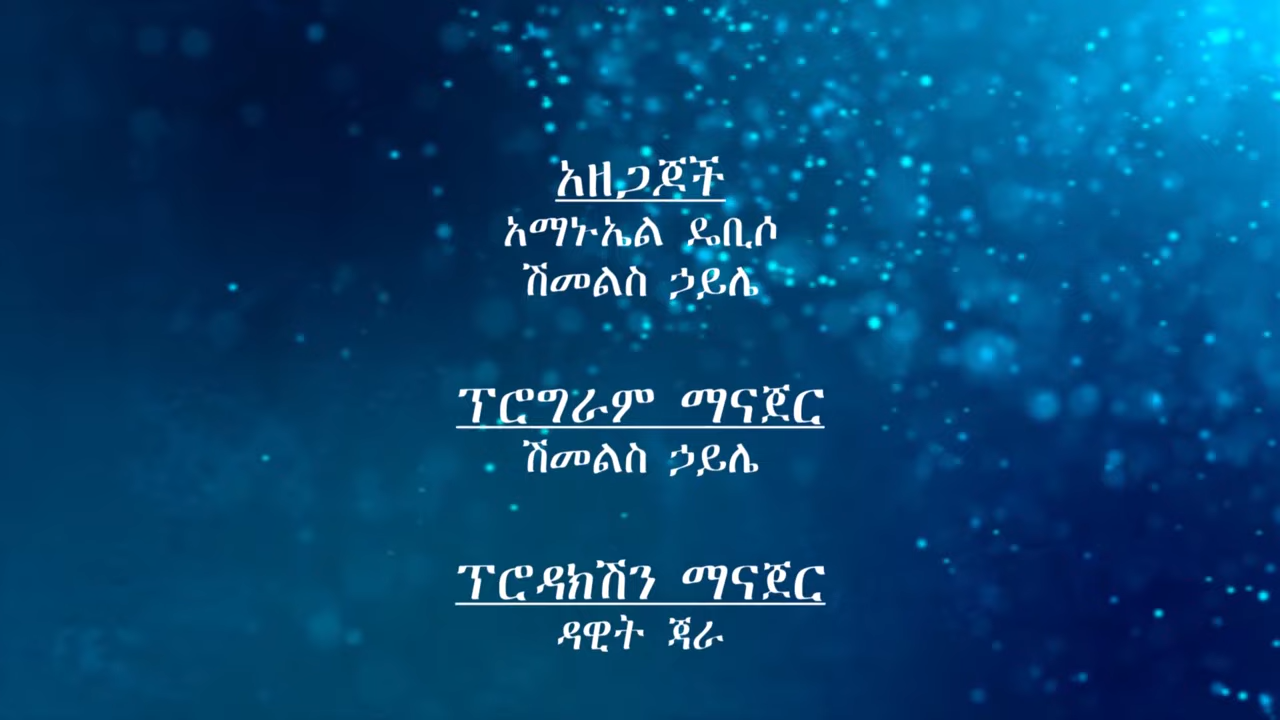 አዘጋጆች
አማኑኤል ዴቢሶ
ሽመልስ ኃይሌ
ፕሮግራም ማናጀር
ሽመልስ ኃይሌ
ፕሮዳክሽን ማናጀር
ዳዊት ጃራ